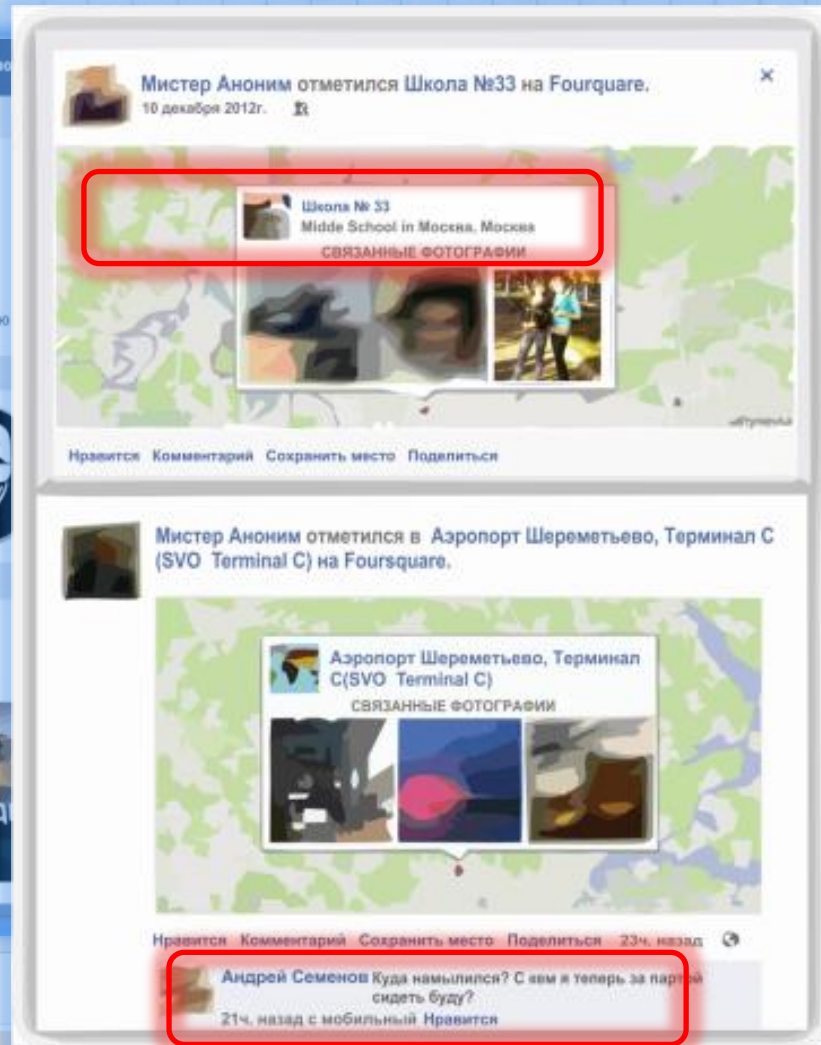 Мистер Аноним отметился Школа №33 на Fourquare.
10 декабря 2012г.
Школа № 33
Midde School in Москва, Москва
СВЯЗАННЫЕ ФОТОГРАФИИ
Нравится Комментарий Сохранить место Поделиться
Мистер Аноним отметился в Аэропорт Шереметьево, Терминал С
(SVO Terminal C) на Foursquare.
Аэропорт Шереметьево, Терминал
C(SVO Terminal C)
СВЯЗАННЫЕ ФОТОГРАФИИ
Нравится Комментарий Сохранить место Поделиться 23ч. назад
Андрей Семенов Куда намылился? С кем я теперь за партой
сидеть буду?
21ч. назад с мобильный Нравится